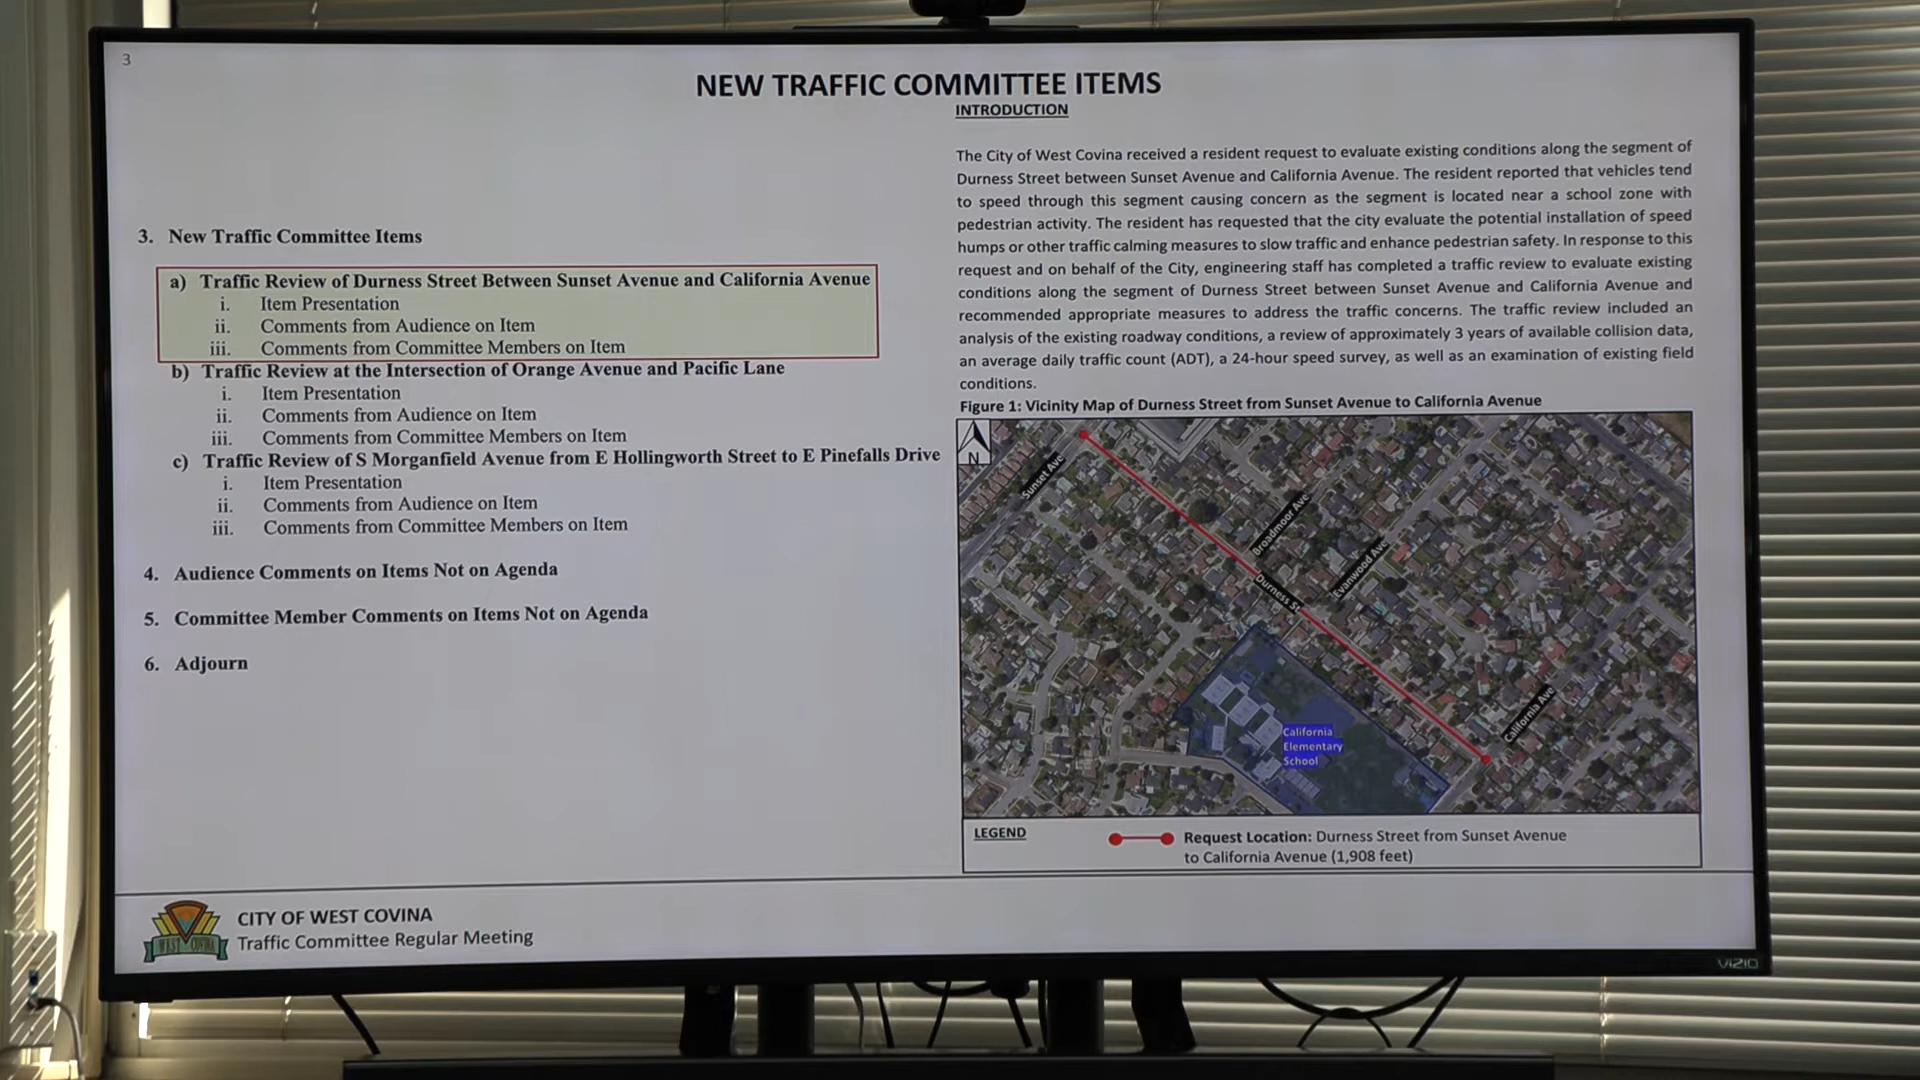 3
NEW TRAFFIC COMMITTEE ITEMS
3. New Traffic Committee Items
a) Traffic Review of Durness Street Between Sunset Avenue and California Avenue
i. Item Presentation
ii. Comments from Audience on Item
iii. Comments from Committee Members on Item
b) Traffic Review at the Intersection of Orange Avenue and Pacific Lane
i. Item Presentation
ii. Comments from Audience on Item
iii. Comments from Committee Members on Item
c) Traffic Review of S Morganfield Avenue from E Hollingworth Street to E Pinefalls Drive
i. Item Presentation
ii. Comments from Audience on Item
iii. Comments from Committee Members on Item
4. Audience Comments on Items Not on Agenda
5. Committee Member Comments on Items Not on Agenda
6. Adjourn
INTRODUCTION
The City of West Covina received a resident request to evaluate existing conditions along the segment of
Durness Street between Sunset Avenue and California Avenue. The resident reported that vehicles tend
to speed through this segment causing concern as the segment is located near a school zone with
pedestrian activity. The resident has requested that the city evaluate the potential installation of speed
humps or other traffic calming measures to slow traffic and enhance pedestrian safety. In response to this
request and on behalf of the City, engineering staff has completed a traffic review to evaluate existing
conditions along the segment of Durness Street between Sunset Avenue and California Avenue and
recommended appropriate measures to address the traffic concerns. The traffic review included an
analysis of the existing roadway conditions, a review of approximately 3 years of available collision data,
an average daily traffic count (ADT), a 24-hour speed survey, as well as an examination of existing field
conditions.
Figure 1: Vicinity Map of Durness Street from Sunset Avenue to California Avenue
N
Sunset Ave
Broadmoor Ave
Durness St
Evanwood Ave
California Ave
California
Elementary
School
LEGEND
Request Location: Durness Street from Sunset Avenue
to California Avenue (1,908 feet)
WEST COVINA
CITY OF WEST COVINA
Traffic Committee Regular Meeting
VIZIO